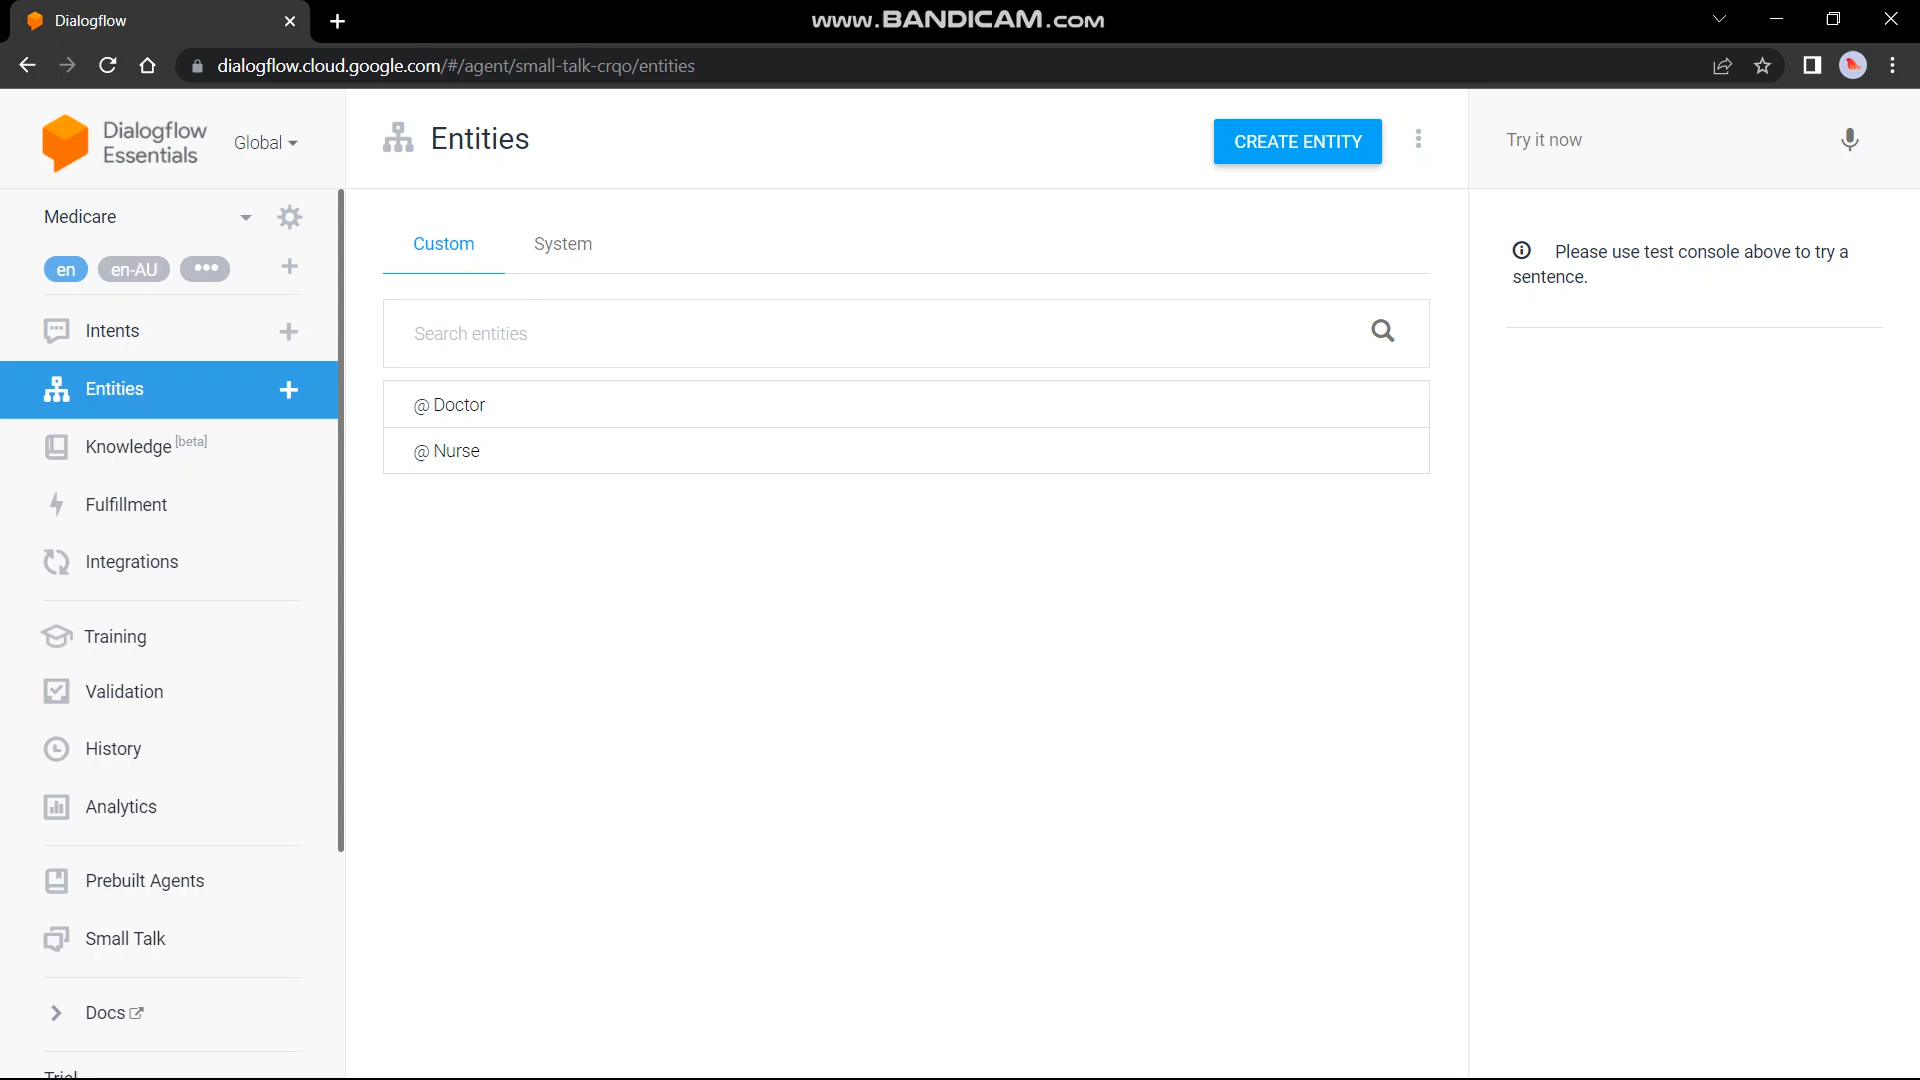 Dialogflow
www.BANDICAM.com
dialogflow.cloud.google.com/#/agent/small-talk-crqo/entities
Dialogflow
Essentials
Global
Entities
CREATE ENTITY
Try it now
Medicare
en
en-AU
Custom
System
Please use test console above to try a
sentence.
Intents
Search entities
Entities
@ Doctor
@ Nurse
Knowledge [beta]
Fulfillment
Integrations
Training
Validation
History
Analytics
Prebuilt Agents
Small Talk
Docs
Trial